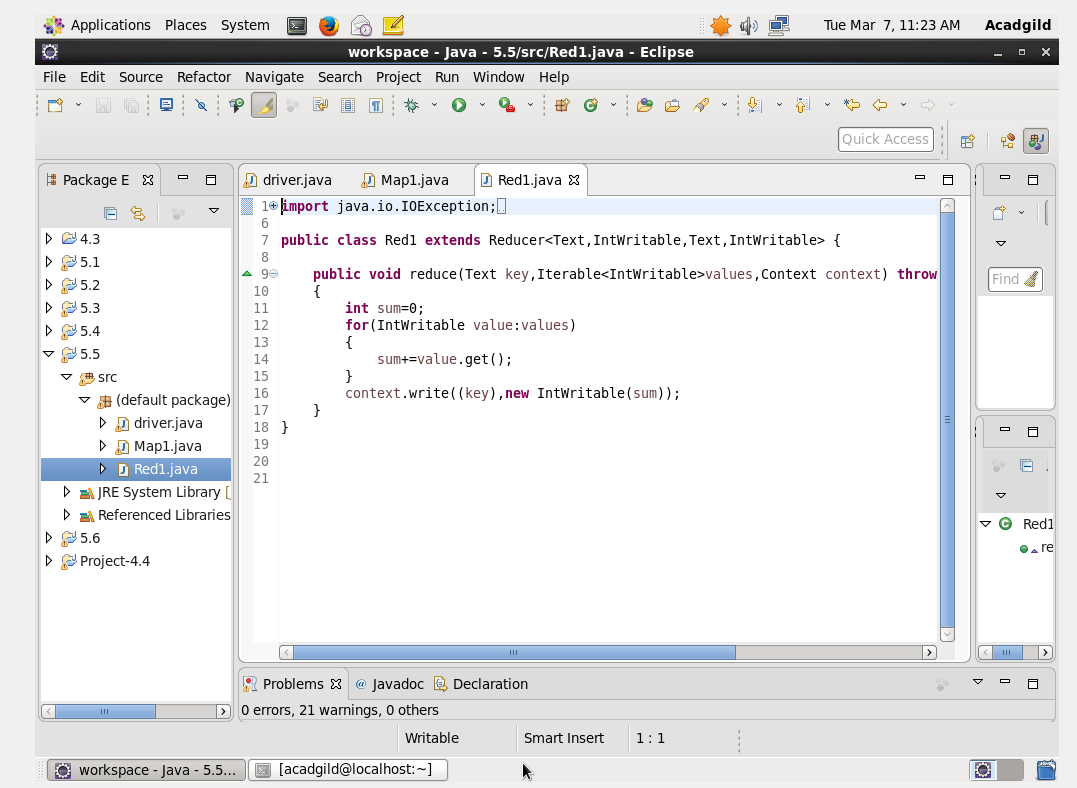 Applications Places System Tue Mar 7, 11:23 AM Acadgild
workspace - Java - 5.5/src/Red1.java - Eclipse
File Edit Source Refactor Navigate Search Project Run Window Help
Quick Access
Package E
driver.java Map1.java Red1.java
4.3
5.1
5.2
5.3
5.4
5.5
src
(default package)
driver.java
Map1.java
Red1.java
JRE System Library [
Referenced Libraries
5.6
Project-4.4
1 import java.io.IOException;
6
7 public class Red1 extends Reducer<Text,IntWritable,Text,IntWritable> {
8
9 public void reduce(Text key,Iterable<IntWritable>values,Context context) throw
10 {
11 int sum=0;
12 for(IntWritable value:values)
13 {
14 sum+=value.get();
15 }
16 context.write((key),new IntWritable(sum));
17 }
18 }
19
20
21
Find
Red1
re
Problems @ Javadoc Declaration
0 errors, 21 warnings, 0 others
Writable Smart Insert 1 : 1
workspace - Java - 5.5... [acadgild@localhost:~]